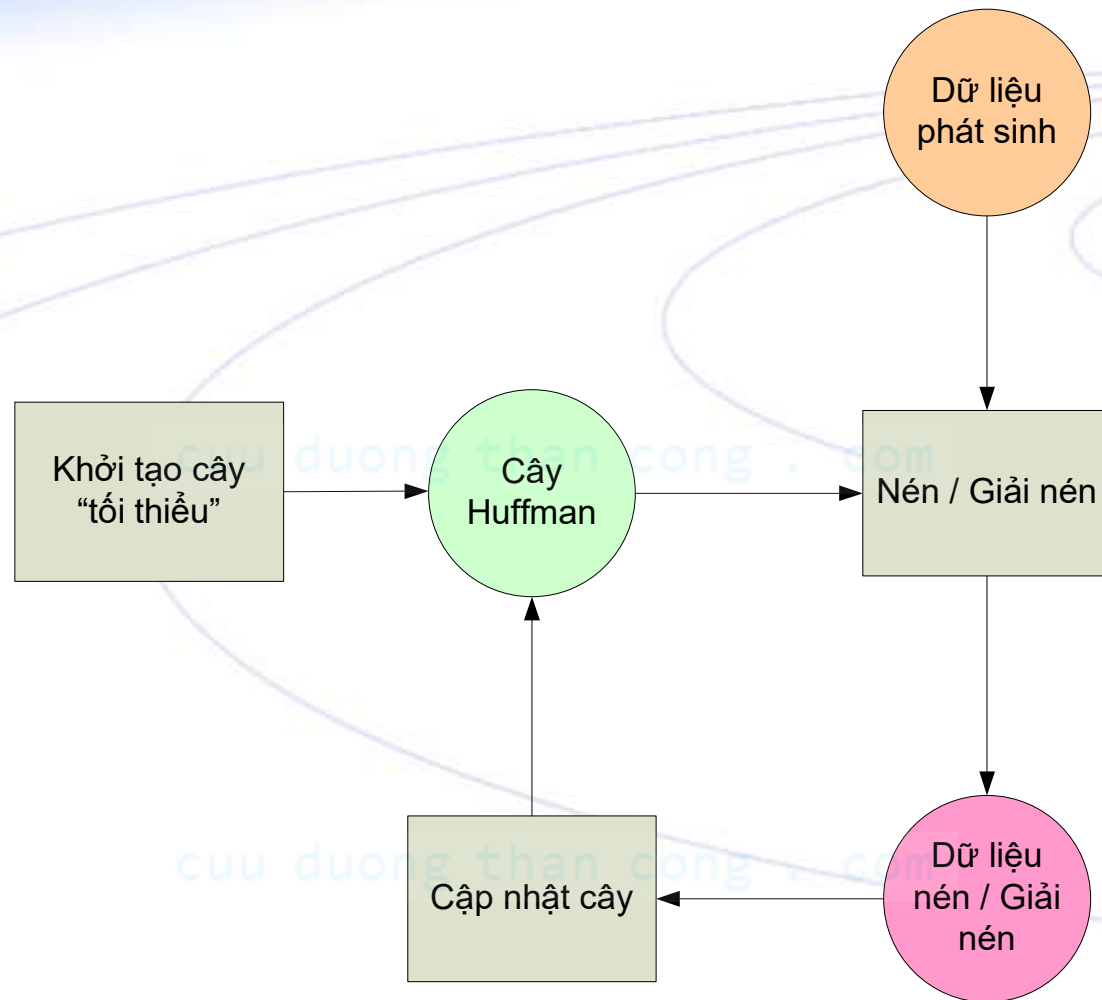 Dữ liệu
phát sinh
Khởi tạo cây
“tối thiểu”
Cây
Huffman
Nén / Giải nén
cuu duong than cong . com
Cập nhật cây
Dữ liệu
nén / Giải
nén
cuu duong than cong . com